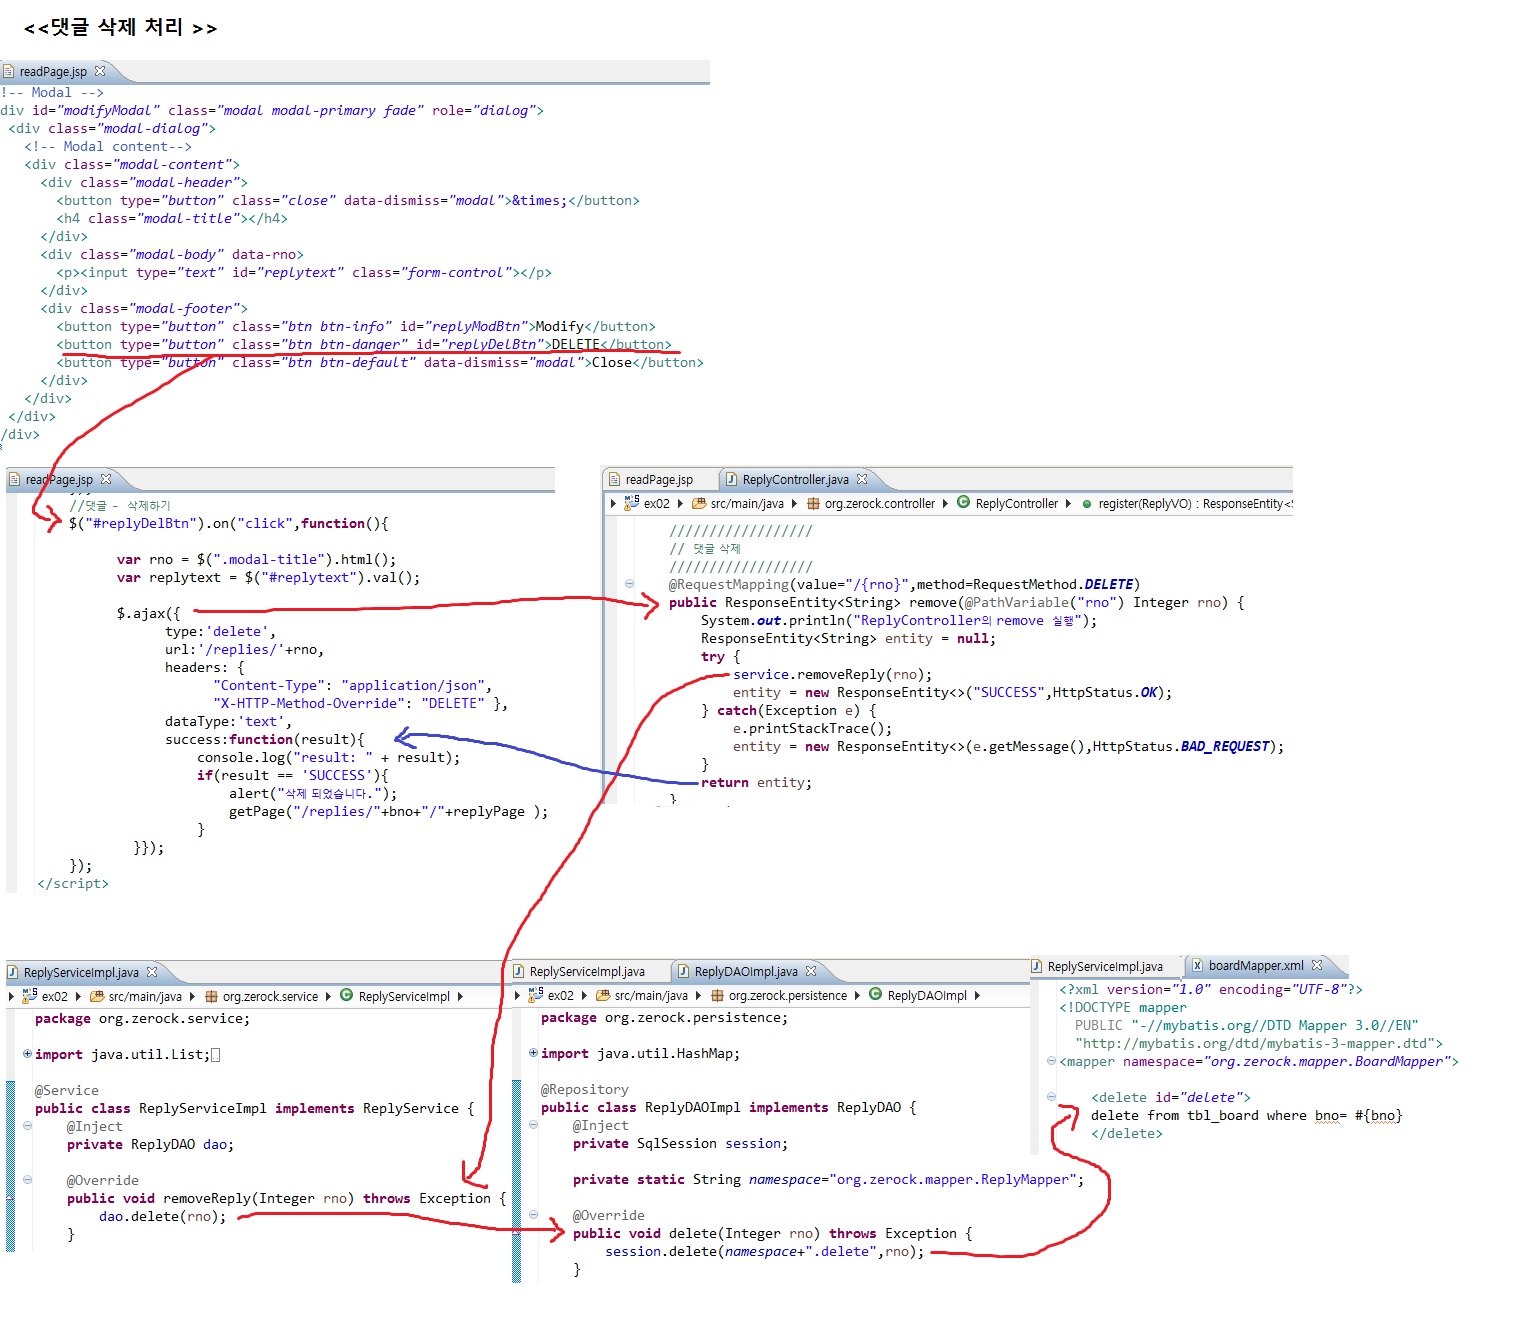 <<댓글 삭제 처리 >>
readPage.jsp
!-- Modal -->
div id="modifyModal" class="modal modal-primary fade" role="dialog">
<div class="modal-dialog">
<!-- Modal content-->
<div class="modal-content">
<div class="modal-header">
<button type="button" class="close" data-dismiss="modal">&times;</button>
<h4 class="modal-title"></h4>
</div>
<div class="modal-body" data-rno>
<p><input type="text" id="replytext" class="form-control"></p>
</div>
<div class="modal-footer">
<button type="button" class="btn btn-info" id="replyModBtn">Modify</button>
<button type="button" class="btn btn-danger" id="replyDelBtn">DELETE</button>
<button type="button" class="btn btn-default" data-dismiss="modal">Close</button>
</div>
</div>
</div>
/div>
readPage.jsp
//댓글 - 삭제하기
$("#replyDelBtn").on("click",function(){
var rno = $(".modal-title").html();
var replytext = $("#replytext").val();
$.ajax({
type:'delete',
url:'/replies/'+rno,
headers: {
"Content-Type": "application/json",
"X-HTTP-Method-Override": "DELETE" },
dataType:'text',
success:function(result){
console.log("result: " + result);
if(result == 'SUCCESS'){
alert("삭제 되었습니다.");
getPage("/replies/"+bno+"/"+replyPage );
}
}});
});
</script>
readPage.jsp ReplyController.java
ex02 src/main/java org.zerock.controller ReplyController register(ReplyVO) : ResponseEntity<S
//////////////////
// 댓글 삭제
//////////////////
@RequestMapping(value="/{rno}",method=RequestMethod.DELETE)
public ResponseEntity<String> remove(@PathVariable("rno") Integer rno) {
System.out.println("ReplyController의 remove 실행");
ResponseEntity<String> entity = null;
try {
service.removeReply(rno);
entity = new ResponseEntity<>("SUCCESS",HttpStatus.OK);
} catch(Exception e) {
e.printStackTrace();
entity = new ResponseEntity<>(e.getMessage(),HttpStatus.BAD_REQUEST);
}
return entity;
}
ReplyServiceImpl.java
ex02 src/main/java org.zerock.service ReplyServiceImpl
package org.zerock.service;
import java.util.List;
@Service
public class ReplyServiceImpl implements ReplyService {
@Inject
private ReplyDAO dao;
@Override
public void removeReply(Integer rno) throws Exception {
dao.delete(rno);
}
ReplyServiceImpl.java ReplyDAOImpl.java
ex02 src/main/java org.zerock.persistence ReplyDAOImpl
package org.zerock.persistence;
import java.util.HashMap;
@Repository
public class ReplyDAOImpl implements ReplyDAO {
@Inject
private SqlSession session;
private static String namespace="org.zerock.mapper.ReplyMapper";
@Override
public void delete(Integer rno) throws Exception {
session.delete(namespace+".delete",rno);
}
ReplyServiceImpl.java boardMapper.xml
<?xml version="1.0" encoding="UTF-8"?>
<!DOCTYPE mapper
PUBLIC "-//mybatis.org//DTD Mapper 3.0//EN"
"http://mybatis.org/dtd/mybatis-3-mapper.dtd">
<mapper namespace="org.zerock.mapper.BoardMapper">
<delete id="delete">
delete from tbl_board where bno= #{bno}
</delete>